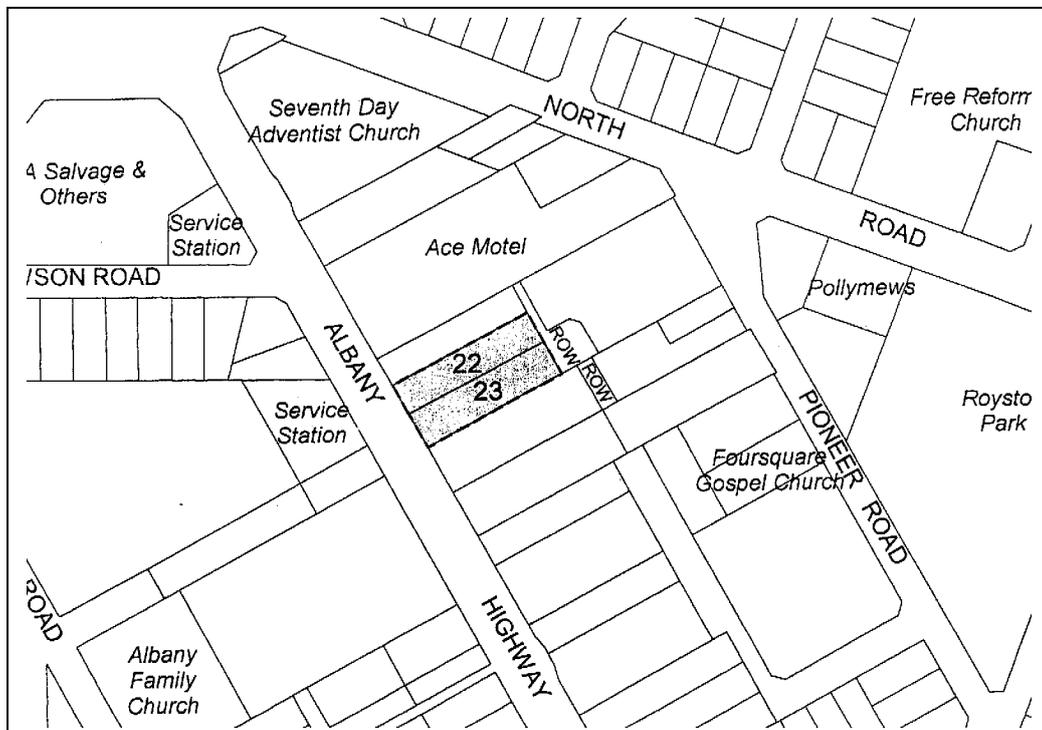 NORTH
Seventh Day
Adventist Church
Free Reform
Church
A Salvage &
Others
Service
Station
ROAD
Ace Motel
/SON ROAD
Pollymews
ALBANY
ROW
22
ROW
23
Service
Station
PIONEER
Roysto
Park
Foursquare
Gospel Church
ROAD
ROAD
HIGHWAY
Albany
Family
Church